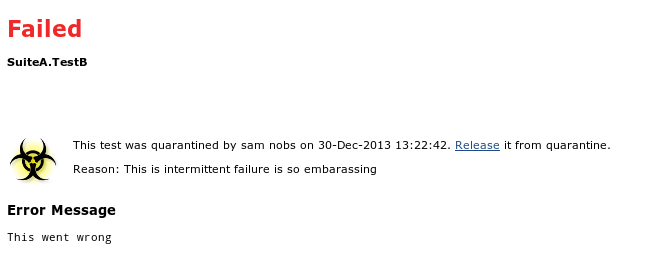 Failed
SuiteA.TestB
This test was quarantined by sam nobs on 30-Dec-2013 13:22:42. Release it from quarantine.
Reason: This is intermittent failure is so embarassing
Error Message
This went wrong